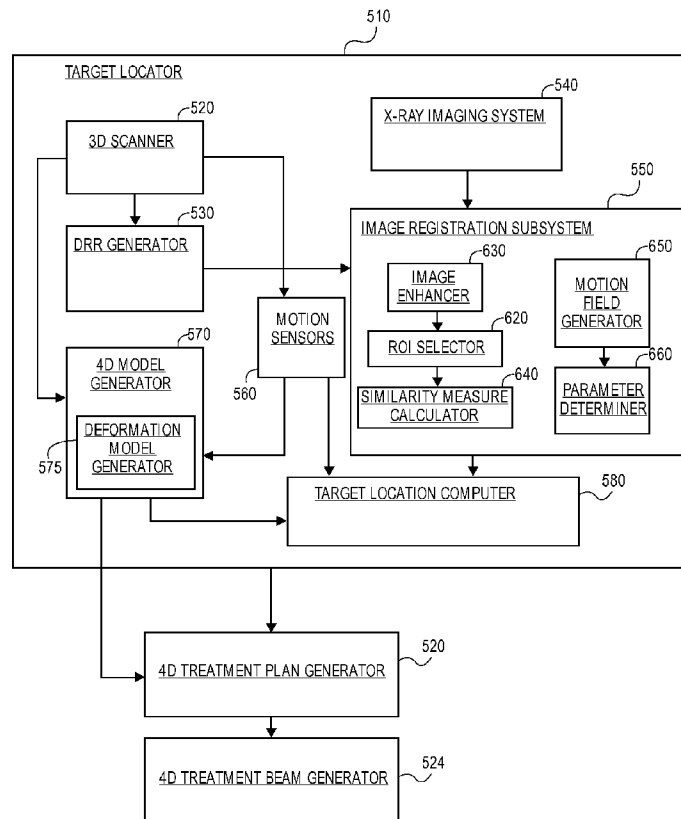 510
TARGET LOCATOR
520
3D SCANNER
540
X-RAY IMAGING SYSTEM
530
DRR GENERATOR
550
IMAGE REGISTRATION SUBSYSTEM
630
IMAGE
ENHANCER
650
MOTION
FIELD
GENERATOR
620
ROI SELECTOR
MOTION
SENSORS
560
570
4D MODEL
GENERATOR
640
SIMILARITY MEASURE
CALCULATOR
660
PARAMETER
DETERMINER
575
DEFORMATION
MODEL
GENERATOR
580
TARGET LOCATION COMPUTER
520
4D TREATMENT PLAN GENERATOR
524
4D TREATMENT BEAM GENERATOR